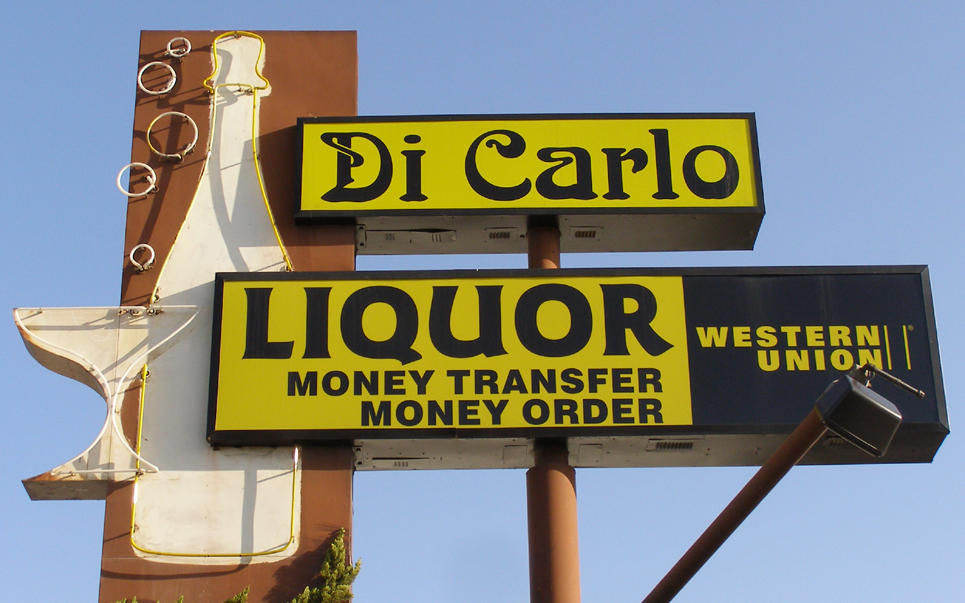 Di Carlo
LIQUOR
MONEY TRANSFER
MONEY ORDER
WESTERN
UNION